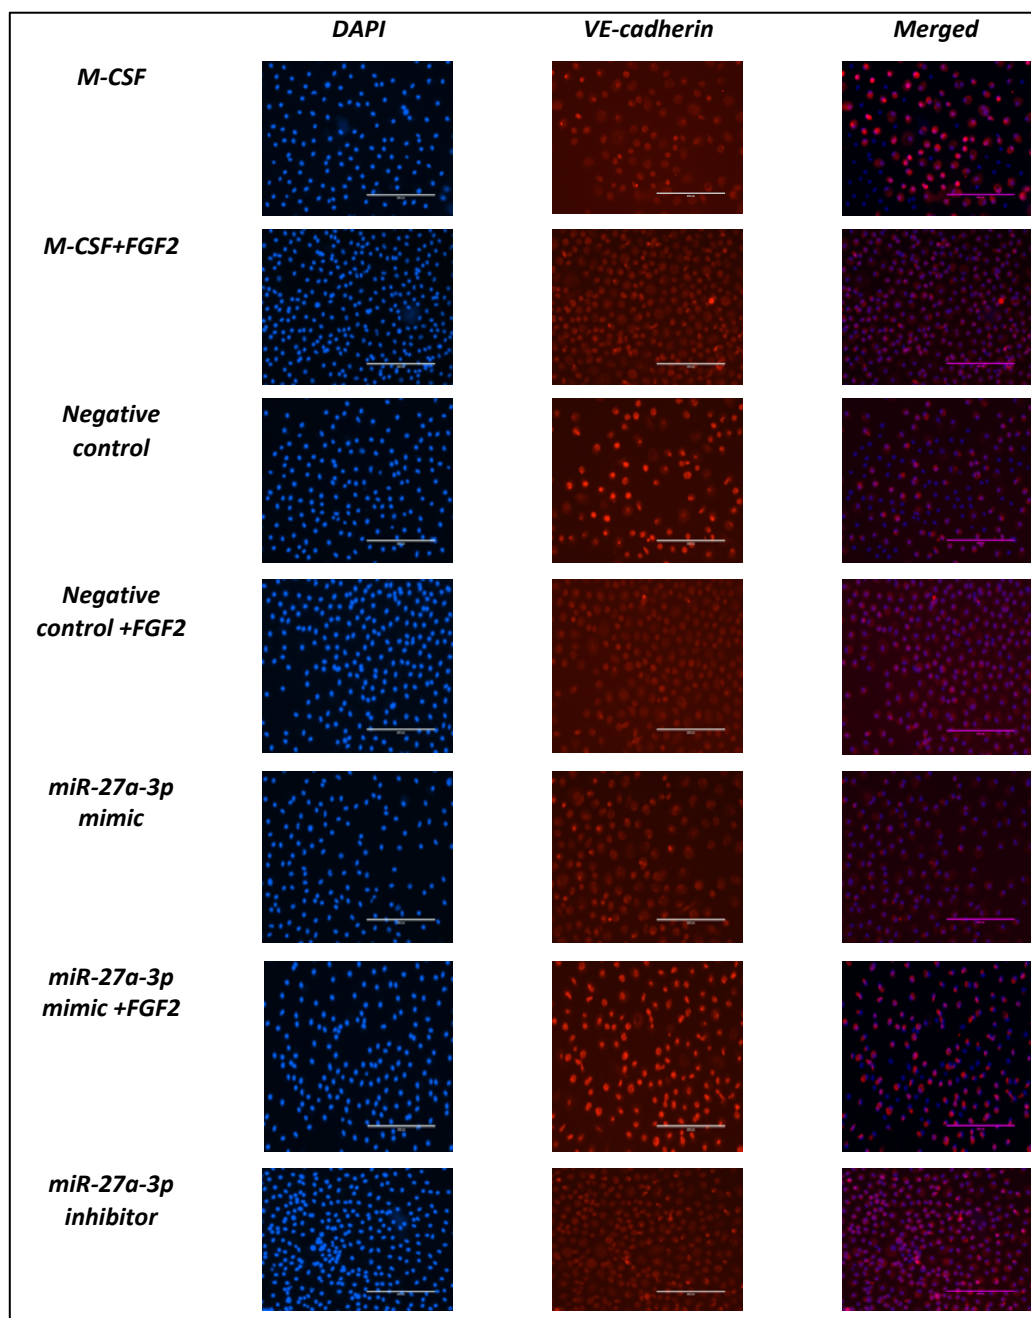 DAPI VE-cadherin Merged
M-CSF
M-CSF+FGF2
Negative
control
Negative
control +FGF2
miR-27a-3p
mimic
miR-27a-3p
mimic +FGF2
miR-27a-3p
inhibitor